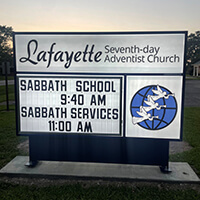 Lafayette Seventh-day
Adventist Church
SABBATH SCHOOL
9:40 AM
SABBATH SERVICES
11:00 AM